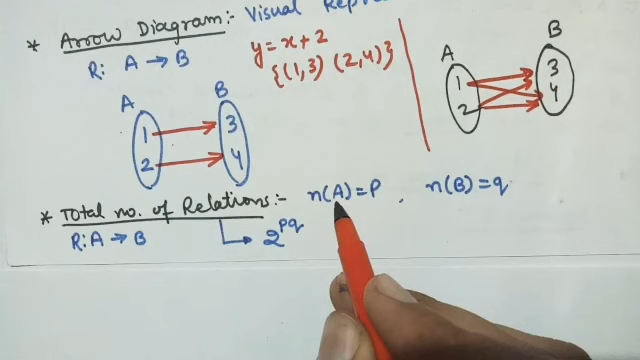 * Arrow Diagram:- Visual
R: A → B
y = x + 2
{(1,3) (2,4)}
A B
1 3
2 4
A B
1 3
2 4
* Total no. of Relations:- n(A) = P , n(B) = q
R: A → B 2^pq